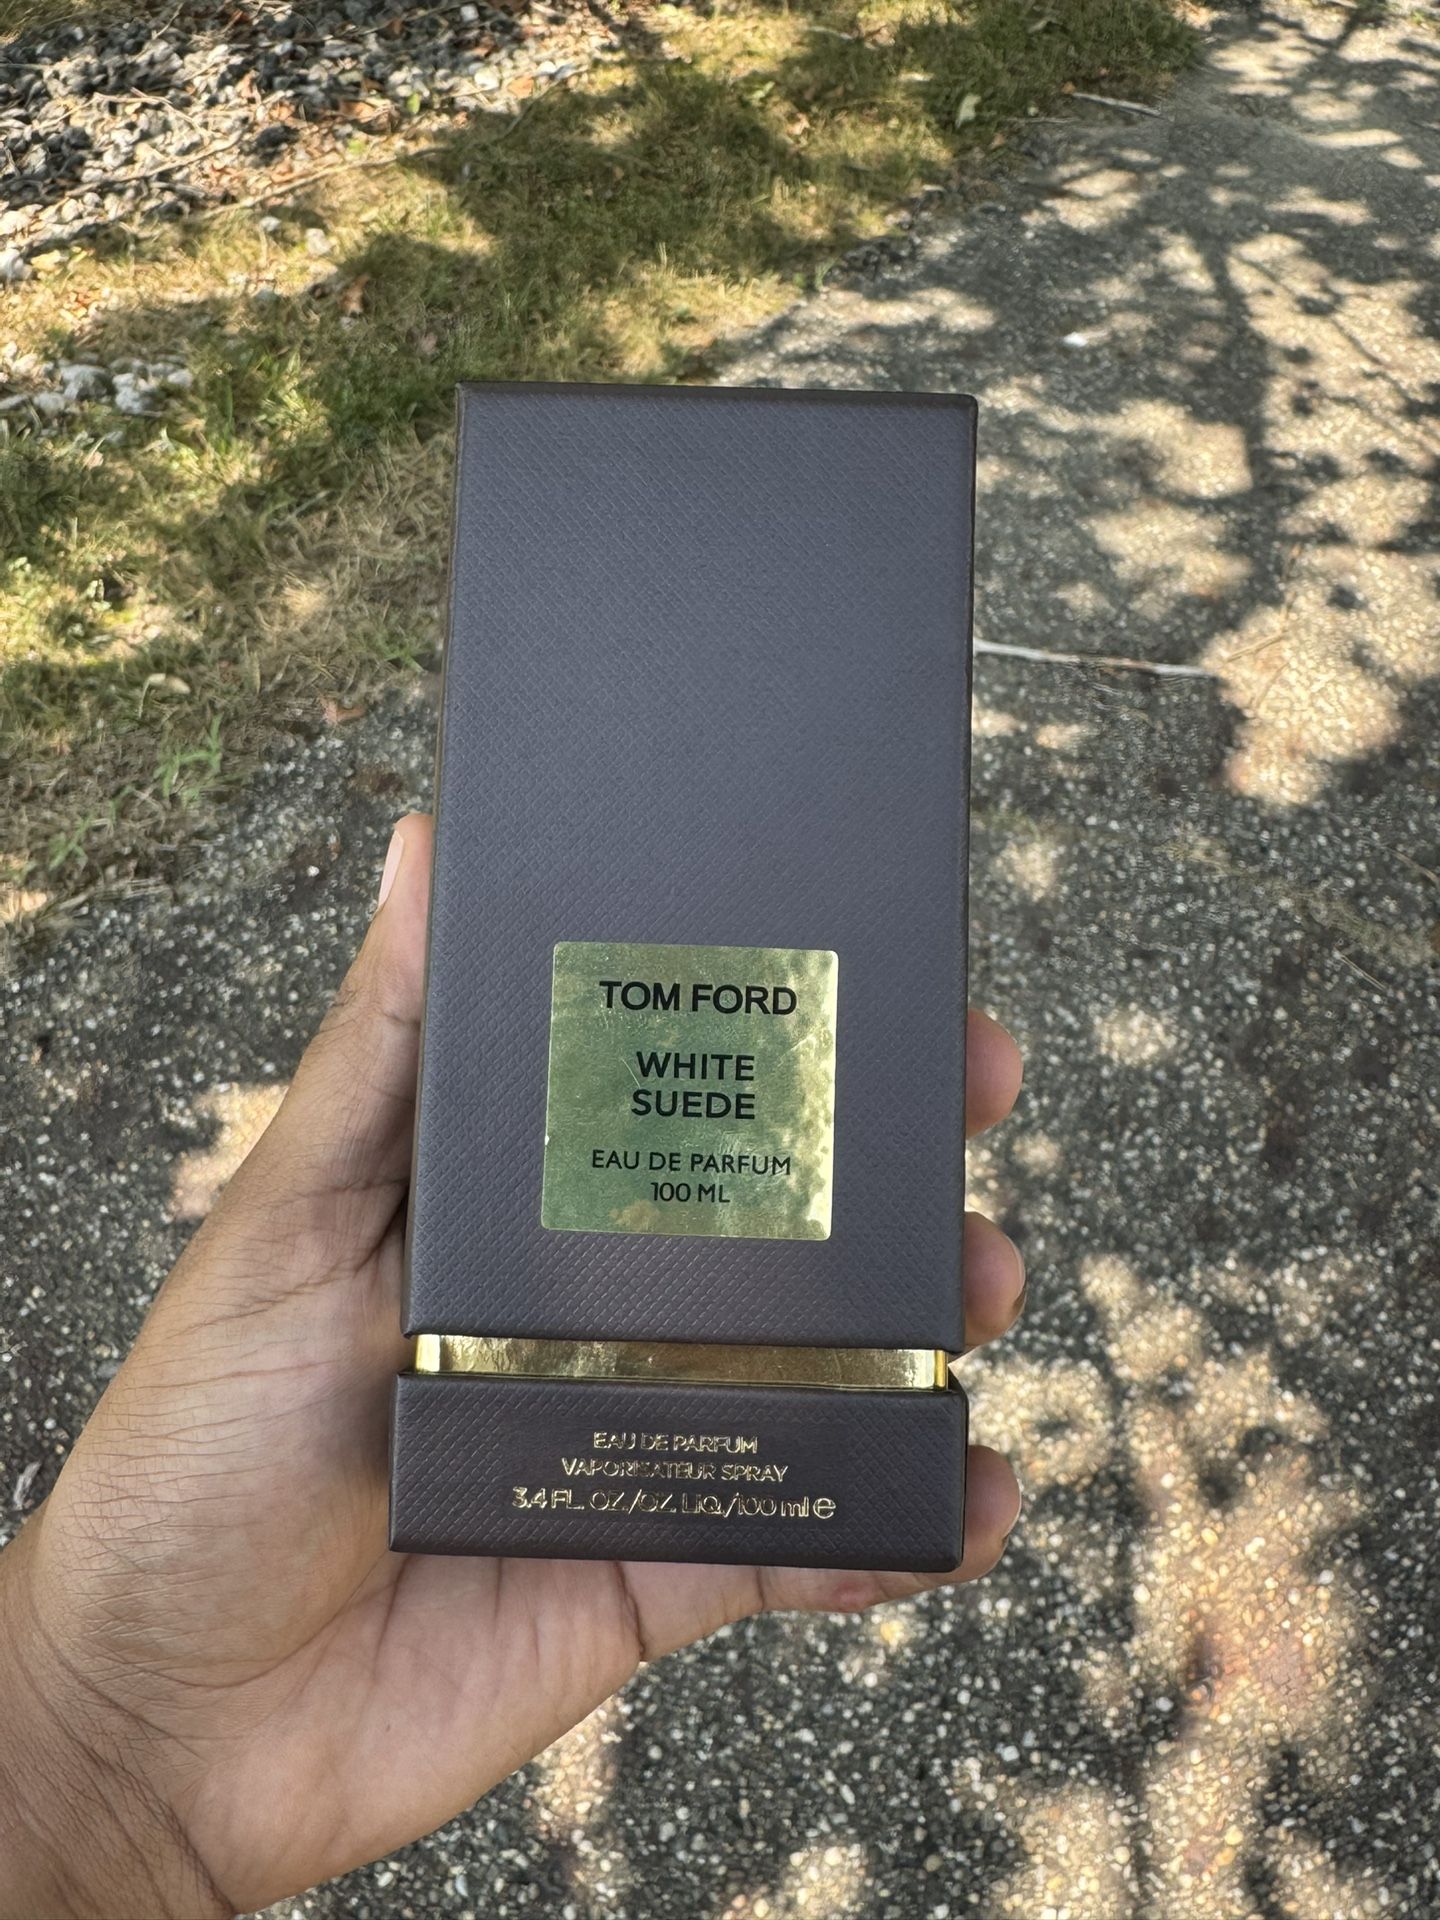 TOM FORD
WHITE
SUEDE
EAU DE PARFUM
100 ML
EAU DE PARFUM
VAPORISATEUR SPRAY
3.4 FL. OZ./OZ. LIQ./100 ml ℮